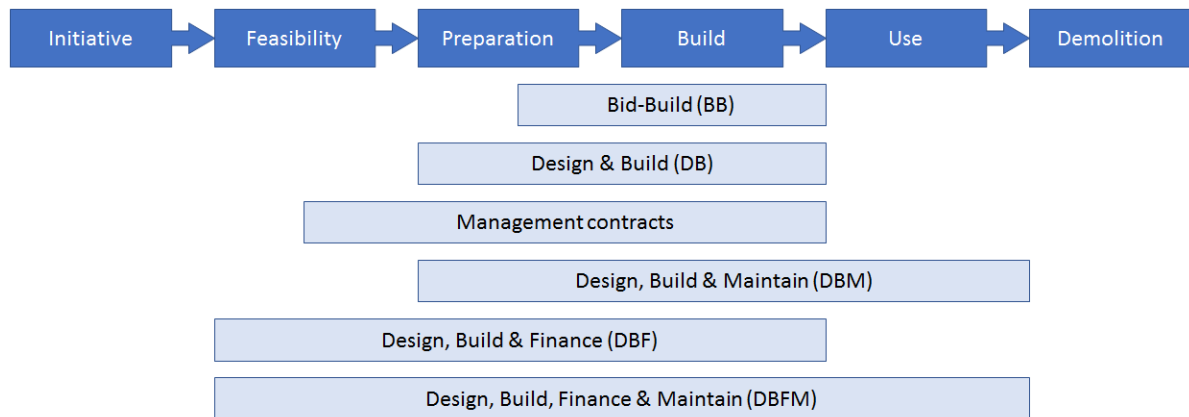 Initiative
Feasibility
Preparation
Build
Use
Demolition
Bid-Build (BB)
Design & Build (DB)
Management contracts
Design, Build & Maintain (DBM)
Design, Build & Finance (DBF)
Design, Build, Finance & Maintain (DBFM)